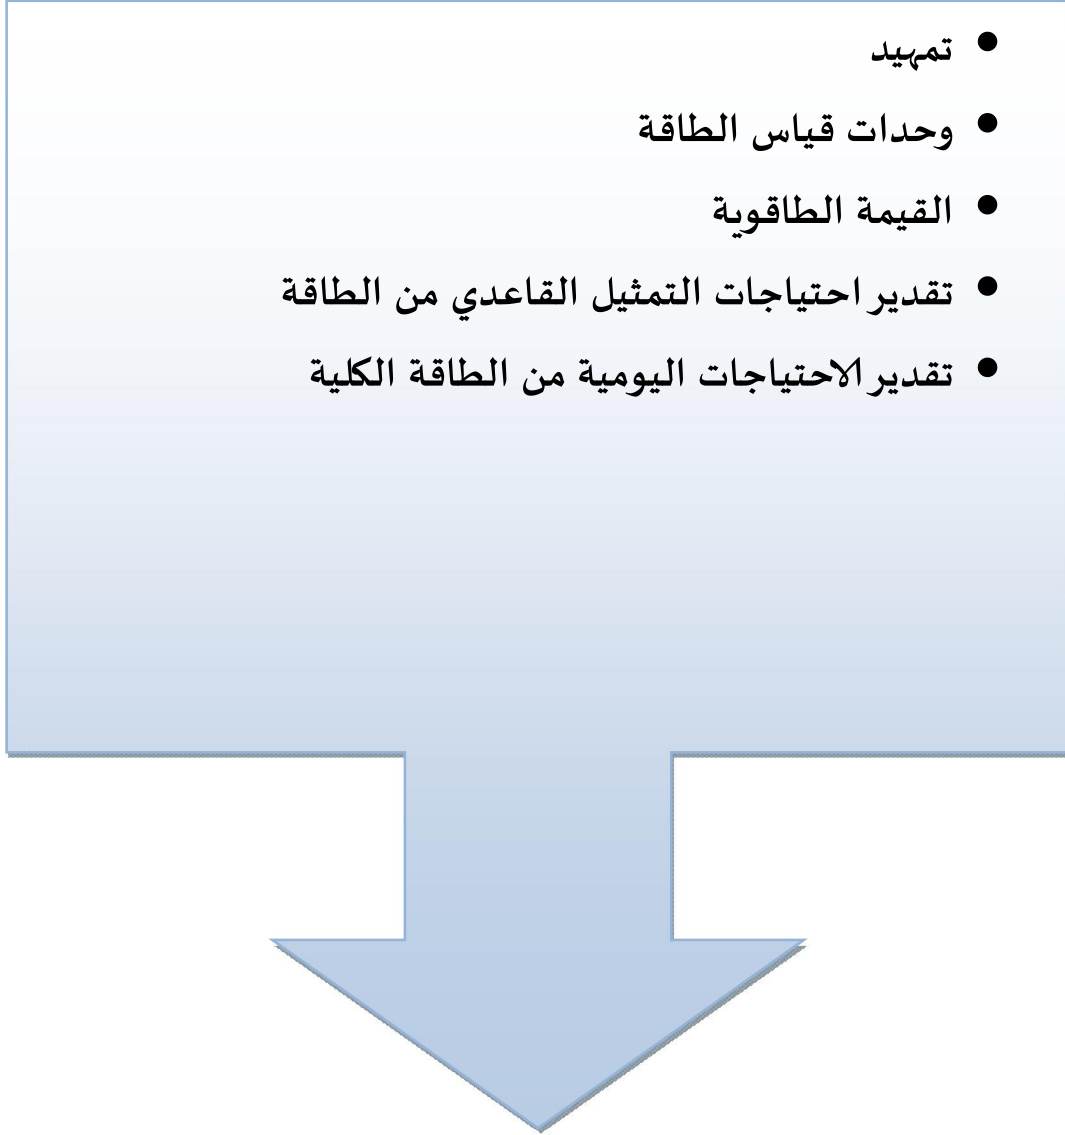 • تمهيد
• وحدات قياس الطاقة
• القيمة الطاقوية
• تقدير احتياجات التمثيل القاعدي من الطاقة
• تقدير الاحتياجات اليومية من الطاقة الكلية